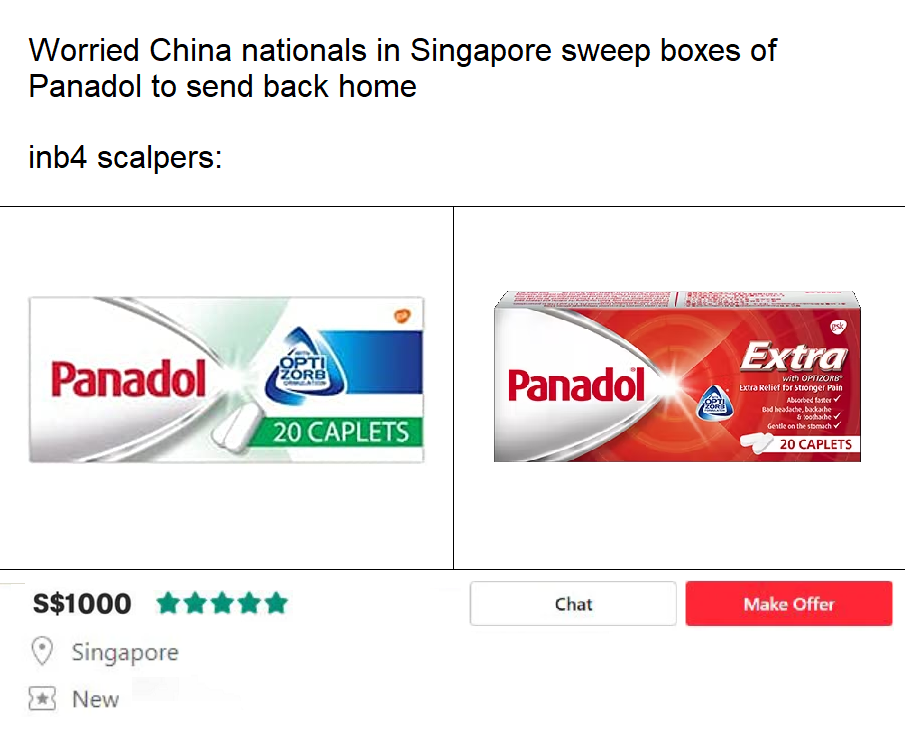 Worried China nationals in Singapore sweep boxes of
Panadol to send back home
inb4 scalpers:
Panadol
OPTI
ZORB
FORMULATION
20 CAPLETS
gsk
Extra
with OPTIZORB
Extra Relief for Stronger Pain
Panadol
OPTI
ZORB
Absorbed faster ✓
Bad headache, backache
& toothache ✓
Gentle on the stomach ✓
20 CAPLETS
S$1000 ★★★★★
Chat
Make Offer
Singapore
New